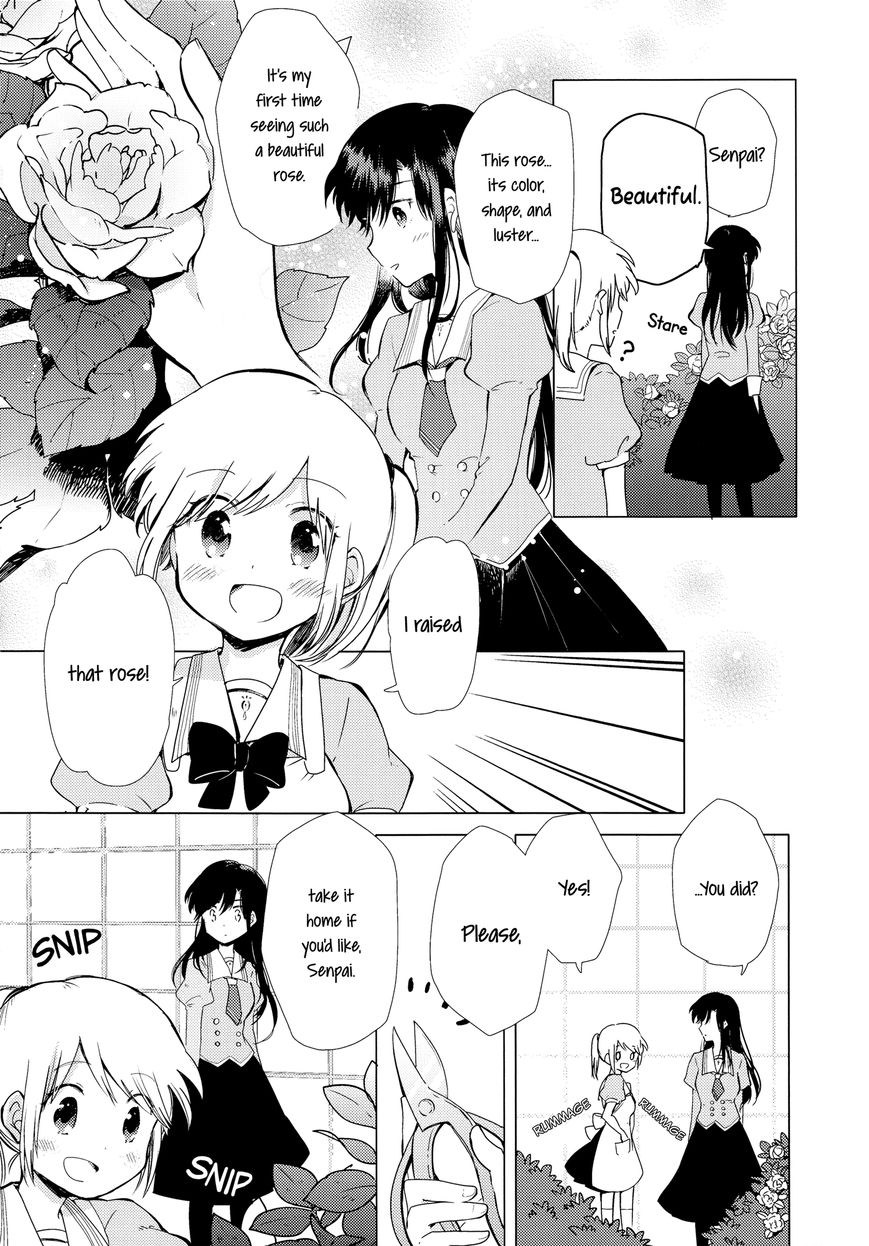 Senpai?
Beautiful.
Stare
?
This rose...
its color,
shape, and
luster...
It's my
first time
seeing such
a beautiful
rose.
I raised
that rose!
...You did?
Yes!
RUMMAGE
RUMMAGE
Please,
take it
home if
you'd like,
Senpai.
SNIP
SNIP